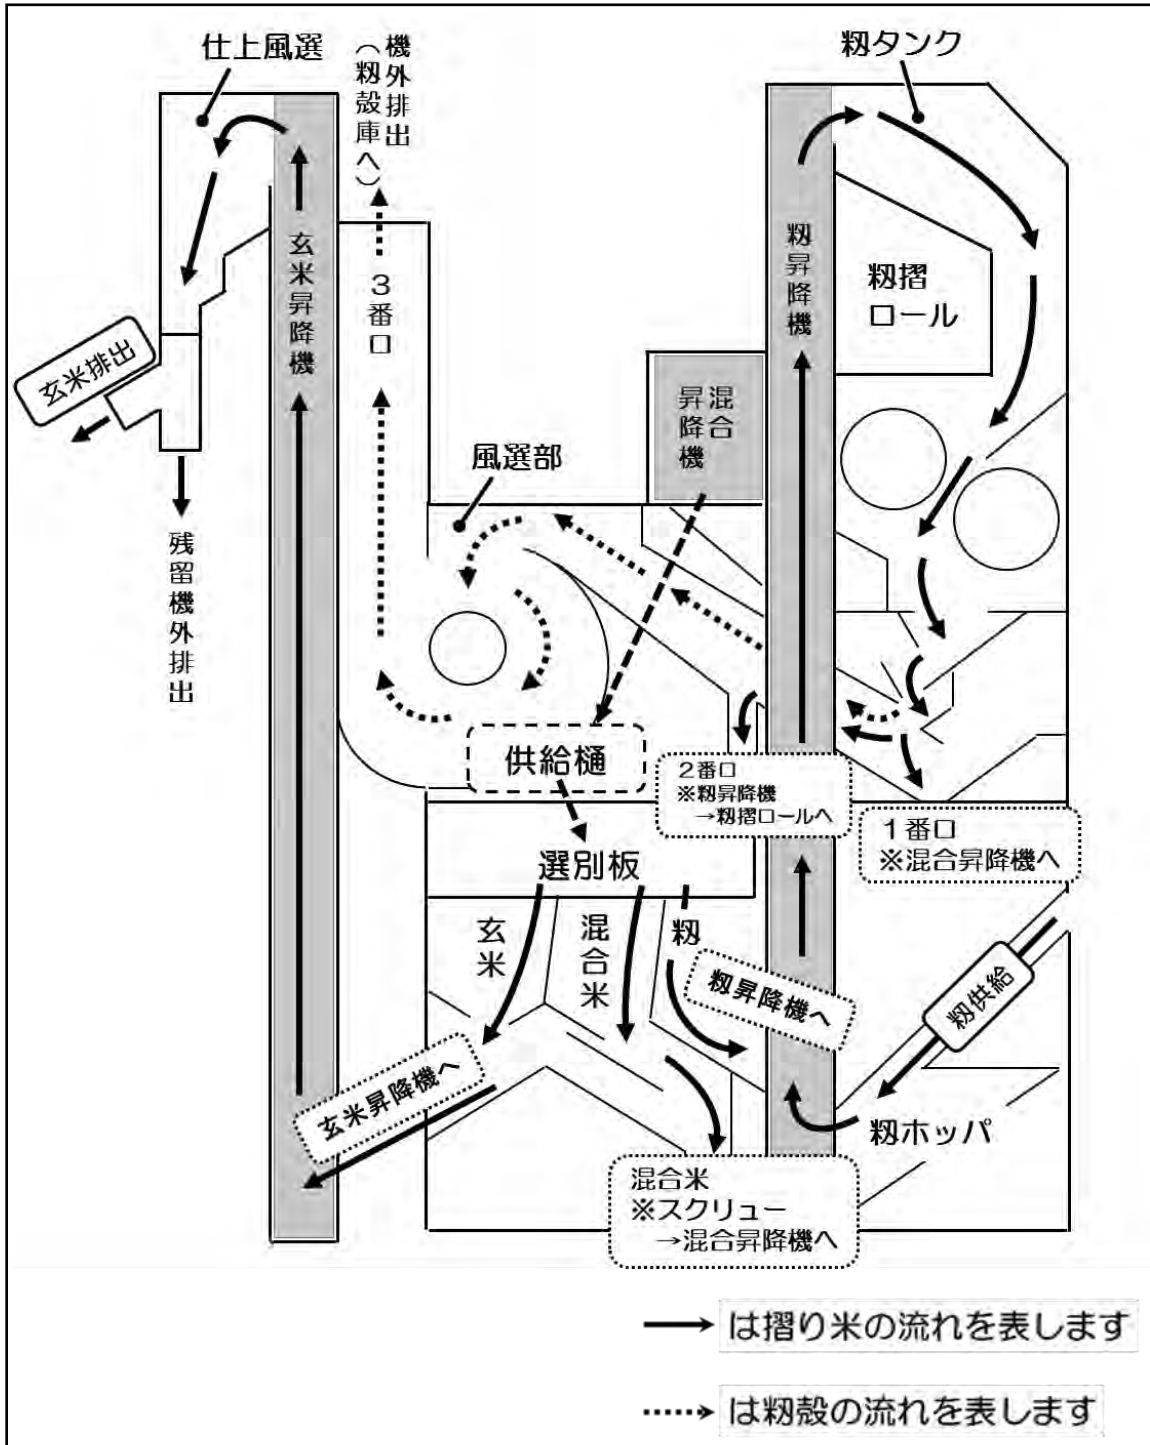 仕上風選
機外排出
(籾殻庫へ)
籾タンク
玄米昇降機
3番口
籾昇降機
籾摺
ロール
玄米排出
混合
昇降機
風選部
残留機外排出
供給樋
2番口
※籾昇降機
→籾摺ロールへ
1番口
※混合昇降機へ
選別板
玄米
混合米
籾
籾昇降機へ
籾供給
玄米昇降機へ
籾ホッパ
混合米
※スクリュー
→混合昇降機へ
は摺り米の流れを表します
は籾殻の流れを表します